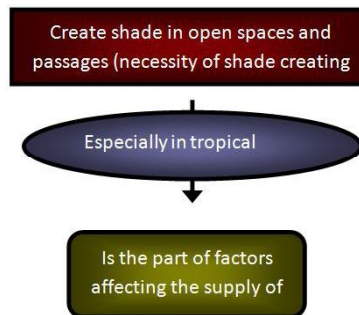 Create shade in open spaces and
passages (necessity of shade creating
Especially in tropical
Is the part of factors
affecting the supply of